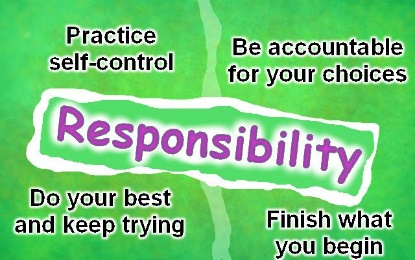 Practice
self-control
Be accountable
for your choices
Responsibility
Do your best
and keep trying
Finish what
you begin